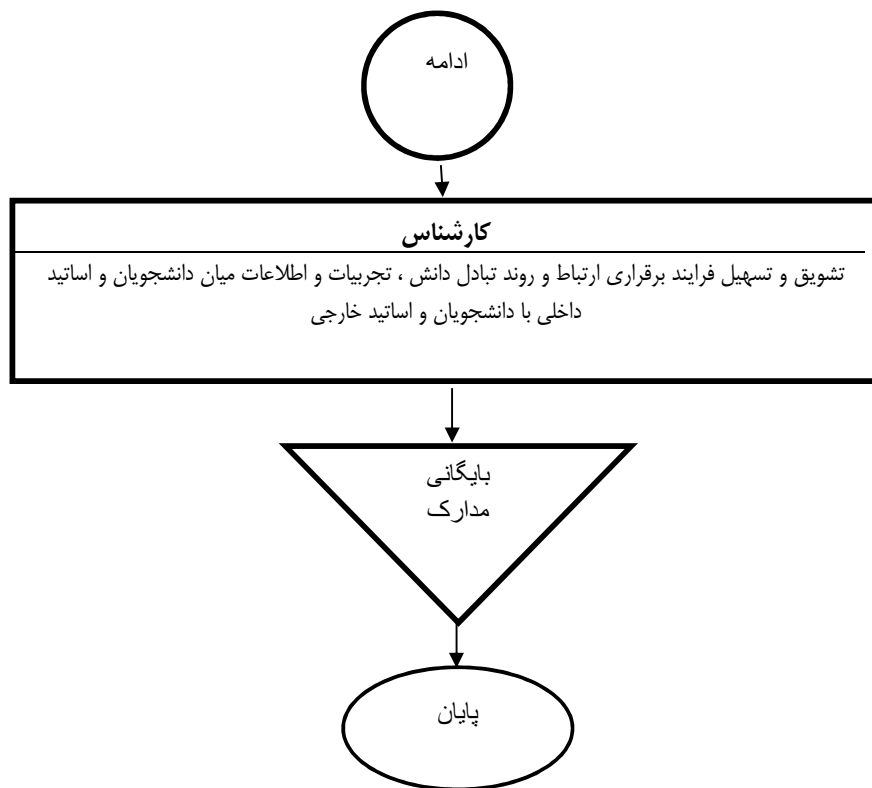 ادامه
کارشناس
تشویق و تسهیل فرایند برقراری ارتباط و روند تبادل دانش ، تجربیات و اطلاعات میان دانشجویان و اساتید
داخلی با دانشجویان و اساتید خارجی
بایگانی
مدارک
پایان